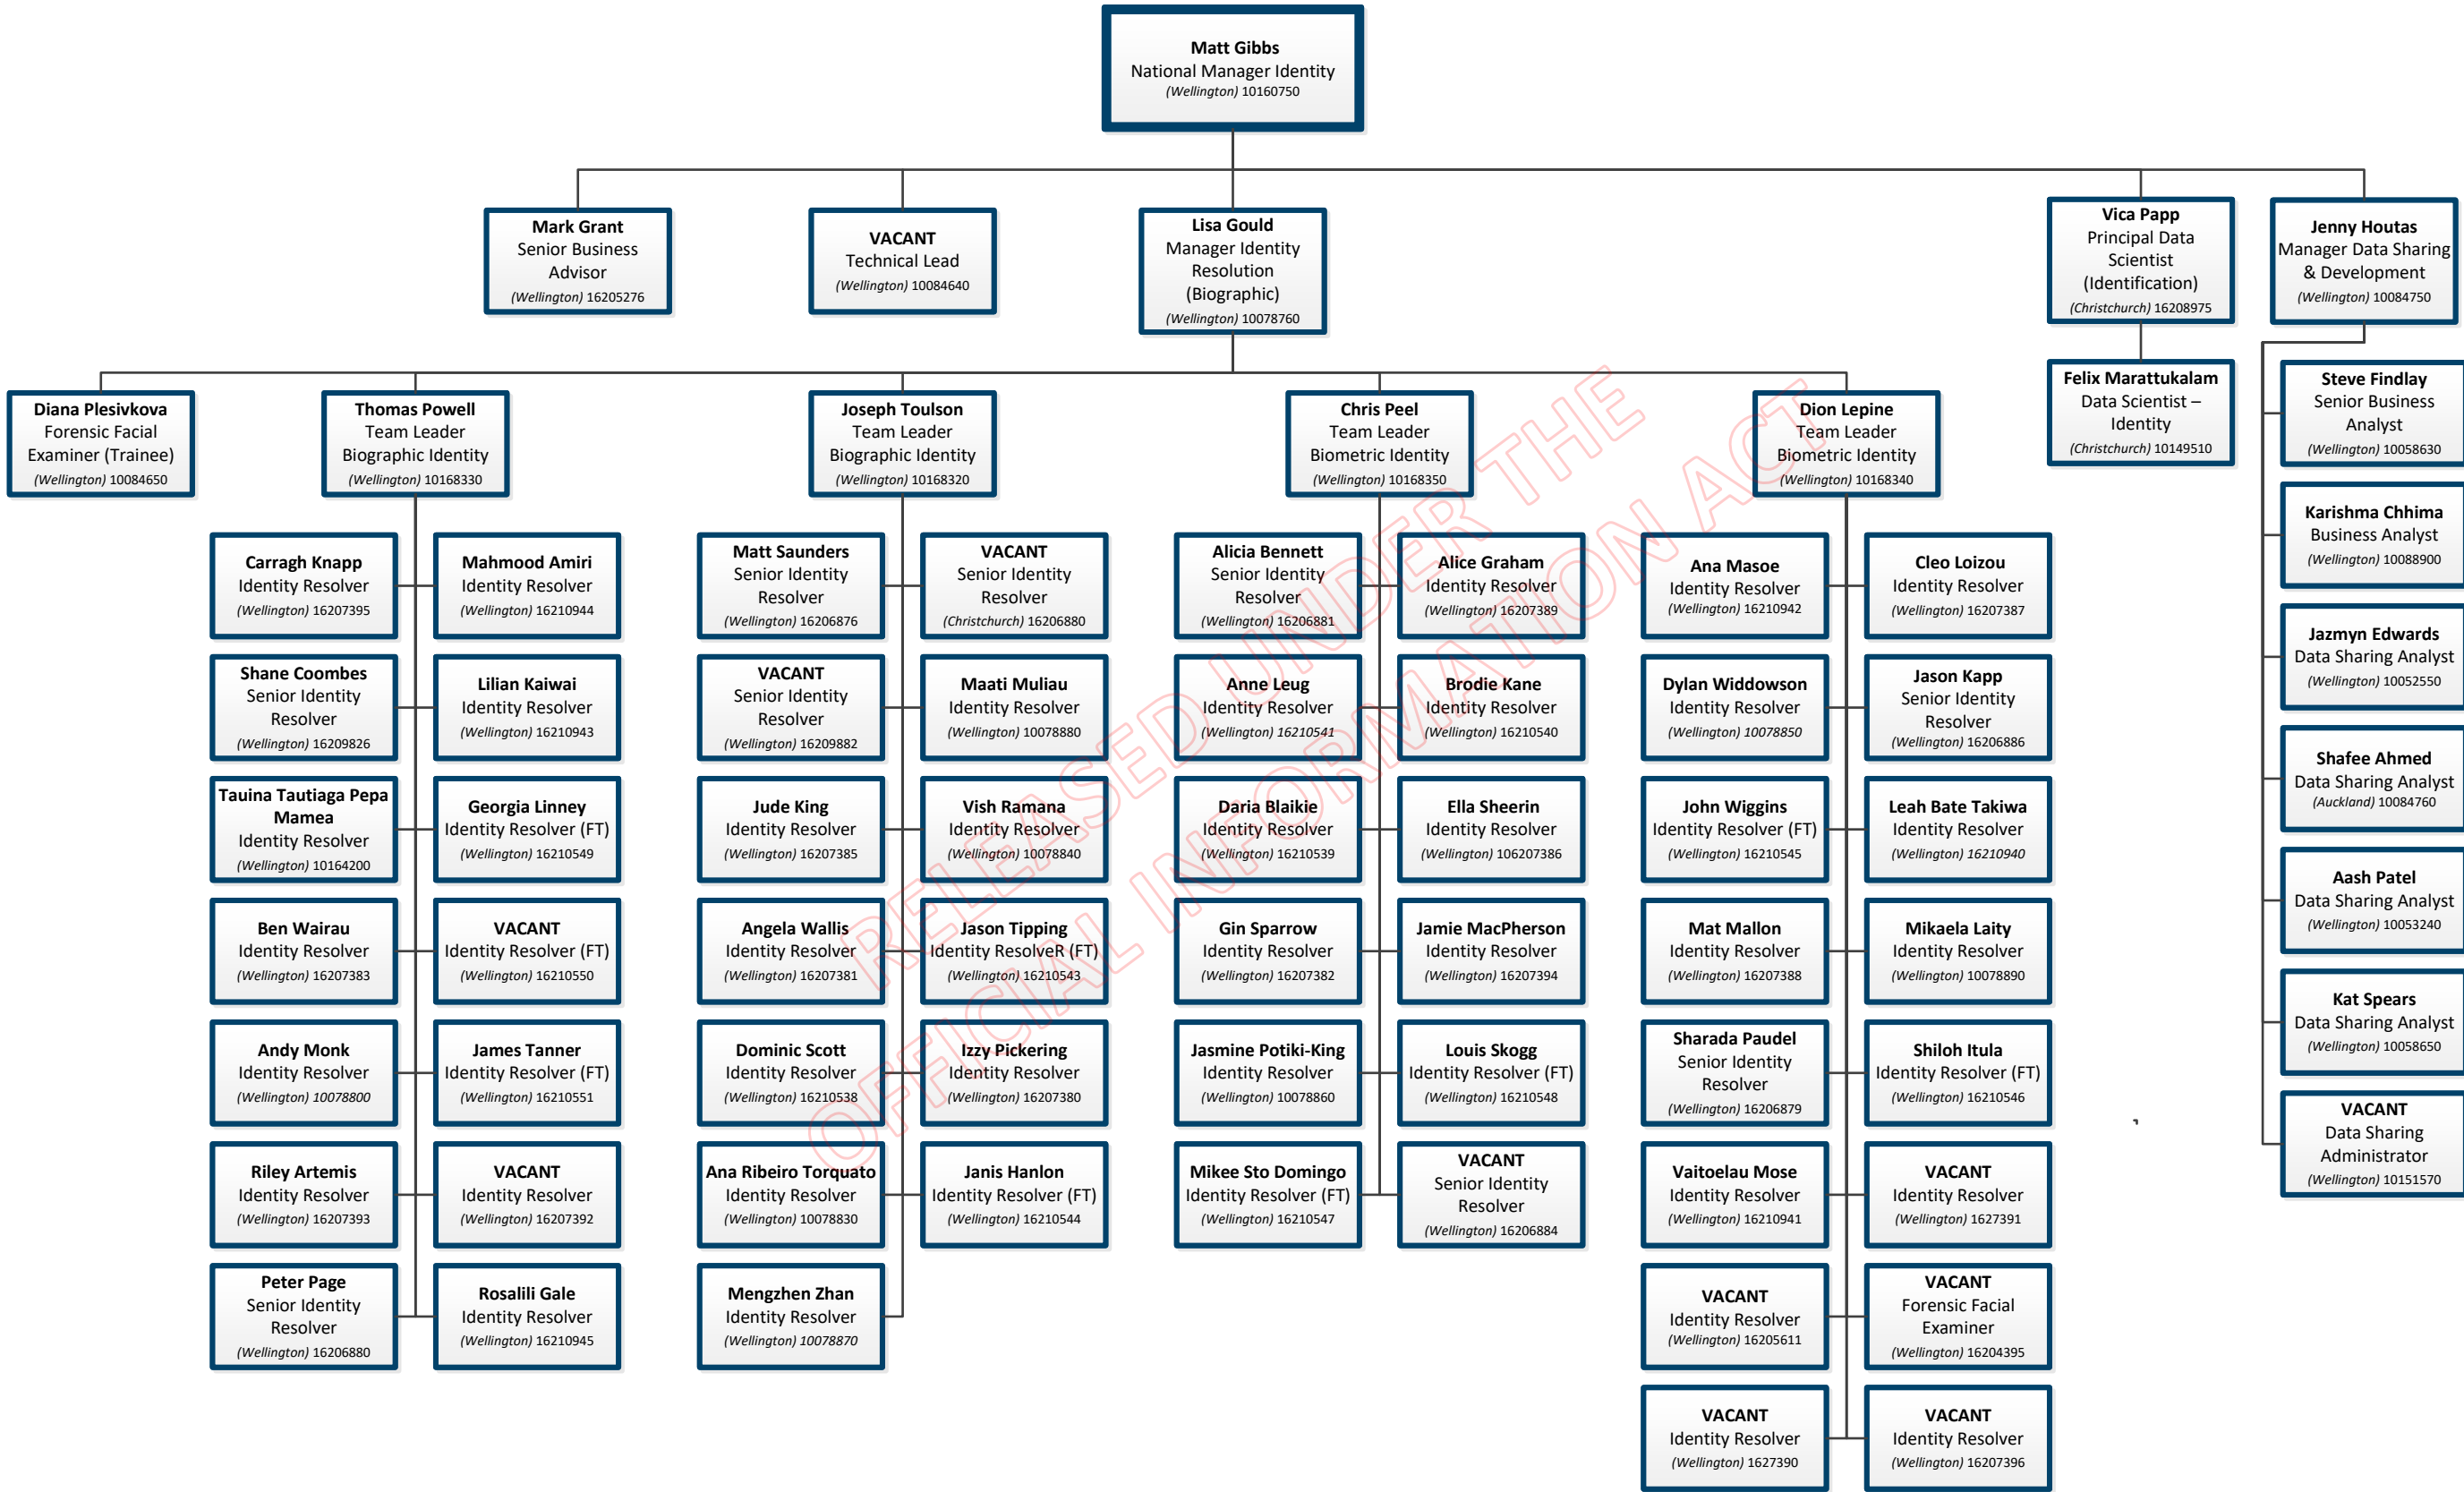 Matt Gibbs
National Manager Identity
(Wellington) 10160750
Mark Grant
Senior Business
Advisor
(Wellington) 16205276
VACANT
Technical Lead
(Wellington) 10084640
Lisa Gould
Manager Identity
Resolution
(Biographic)
(Wellington) 10078760
Vica Papp
Principal Data
Scientist
(Identification)
(Christchurch) 16208975
Jenny Houtas
Manager Data Sharing
& Development
(Wellington) 10084750
Diana Plesivkova
Forensic Facial
Examiner (Trainee)
(Wellington) 10084650
Thomas Powell
Team Leader
Biographic Identity
(Wellington) 10168330
Joseph Toulson
Team Leader
Biographic Identity
(Wellington) 10168320
Chris Peel
Team Leader
Biometric Identity
(Wellington) 10168350
Dion Lepine
Team Leader
Biometric Identity
(Wellington) 10168340
Felix Marattukalam
Data Scientist –
Identity
(Christchurch) 10149510
Carragh Knapp
Identity Resolver
(Wellington) 16207395
Mahmood Amiri
Identity Resolver
(Wellington) 16210944
Shane Coombes
Senior Identity
Resolver
(Wellington) 16209826
Lilian Kaiwai
Identity Resolver
(Wellington) 16210943
Tauina Tautiaga Pepa
Mamea
Identity Resolver
(Wellington) 10164200
Georgia Linney
Identity Resolver (FT)
(Wellington) 16210549
Ben Wairau
Identity Resolver
(Wellington) 16207383
VACANT
Identity Resolver (FT)
(Wellington) 16210550
Andy Monk
Identity Resolver
(Wellington) 10078800
James Tanner
Identity Resolver (FT)
(Wellington) 16210551
Riley Artemis
Identity Resolver
(Wellington) 16207393
VACANT
Identity Resolver
(Wellington) 16207392
Peter Page
Senior Identity
Resolver
(Wellington) 16206880
Rosalili Gale
Identity Resolver
(Wellington) 16210945
Matt Saunders
Senior Identity
Resolver
(Wellington) 16206876
VACANT
Senior Identity
Resolver
(Christchurch) 16206880
VACANT
Senior Identity
Resolver
(Wellington) 16209882
Maati Muliau
Identity Resolver
(Wellington) 10078880
Jude King
Identity Resolver
(Wellington) 16207385
Vish Ramana
Identity Resolver
(Wellington) 10078840
Angela Wallis
Identity Resolver
(Wellington) 16207381
Jason Tipping
Identity ResolveR (FT)
(Wellington) 16210543
Dominic Scott
Identity Resolver
(Wellington) 16210538
Izzy Pickering
Identity Resolver
(Wellington) 16207380
Ana Ribeiro Torquato
Identity Resolver
(Wellington) 10078830
Janis Hanlon
Identity Resolver (FT)
(Wellington) 16210544
Mengzhen Zhan
Identity Resolver
(Wellington) 10078870
Alicia Bennett
Senior Identity
Resolver
(Wellington) 16206881
Alice Graham
Identity Resolver
(Wellington) 16207389
Anne Leug
Identity Resolver
(Wellington) 16210541
Brodie Kane
Identity Resolver
(Wellington) 16210540
Daria Blaikie
Identity Resolver
(Wellington) 16210539
Ella Sheerin
Identity Resolver
(Wellington) 106207386
Gin Sparrow
Identity Resolver
(Wellington) 16207382
Jamie MacPherson
Identity Resolver
(Wellington) 16207394
Jasmine Potiki-King
Identity Resolver
(Wellington) 10078860
Louis Skogg
Identity Resolver (FT)
(Wellington) 16210548
Mikee Sto Domingo
Identity Resolver (FT)
(Wellington) 16210547
VACANT
Senior Identity
Resolver
(Wellington) 16206884
Ana Masoe
Identity Resolver
(Wellington) 16210942
Cleo Loizou
Identity Resolver
(Wellington) 16207387
Dylan Widdowson
Identity Resolver
(Wellington) 10078850
Jason Kapp
Senior Identity
Resolver
(Wellington) 16206886
John Wiggins
Identity Resolver (FT)
(Wellington) 16210545
Leah Bate Takiwa
Identity Resolver
(Wellington) 16210940
Mat Mallon
Identity Resolver
(Wellington) 16207388
Mikaela Laity
Identity Resolver
(Wellington) 10078890
Sharada Paudel
Senior Identity
Resolver
(Wellington) 16206879
Shiloh Itula
Identity Resolver (FT)
(Wellington) 16210546
Vaitoelau Mose
Identity Resolver
(Wellington) 16210941
VACANT
Identity Resolver
(Wellington) 1627391
VACANT
Identity Resolver
(Wellington) 16205611
VACANT
Forensic Facial
Examiner
(Wellington) 16204395
VACANT
Identity Resolver
(Wellington) 1627390
VACANT
Identity Resolver
(Wellington) 16207396
Steve Findlay
Senior Business
Analyst
(Wellington) 10058630
Karishma Chhima
Business Analyst
(Wellington) 10088900
Jazmyn Edwards
Data Sharing Analyst
(Wellington) 10052550
Shafee Ahmed
Data Sharing Analyst
(Auckland) 10084760
Aash Patel
Data Sharing Analyst
(Wellington) 10053240
Kat Spears
Data Sharing Analyst
(Wellington) 10058650
VACANT
Data Sharing
Administrator
(Wellington) 10151570
RELEASED UNDER THE
OFFICIAL INFORMATION ACT